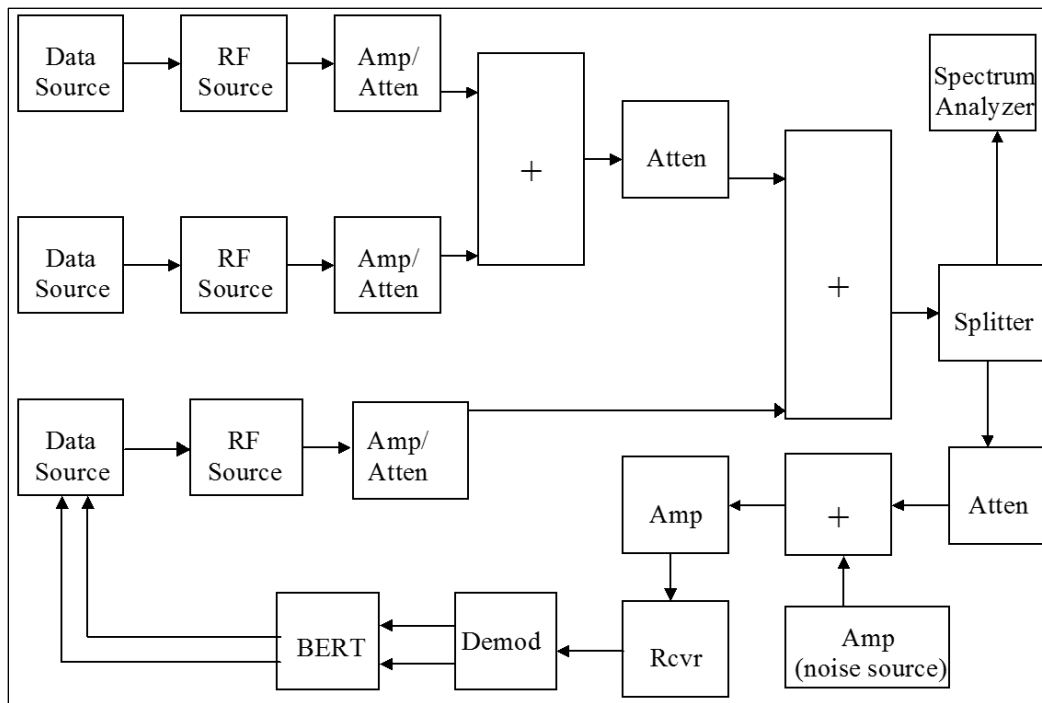 Data
Source
RF
Source
Amp/
Atten
+
Atten
Spectrum
Analyzer
Data
Source
RF
Source
Amp/
Atten
+
Splitter
Data
Source
RF
Source
Amp/
Atten
Amp
+
Atten
BERT
Demod
Rcvr
Amp
(noise source)